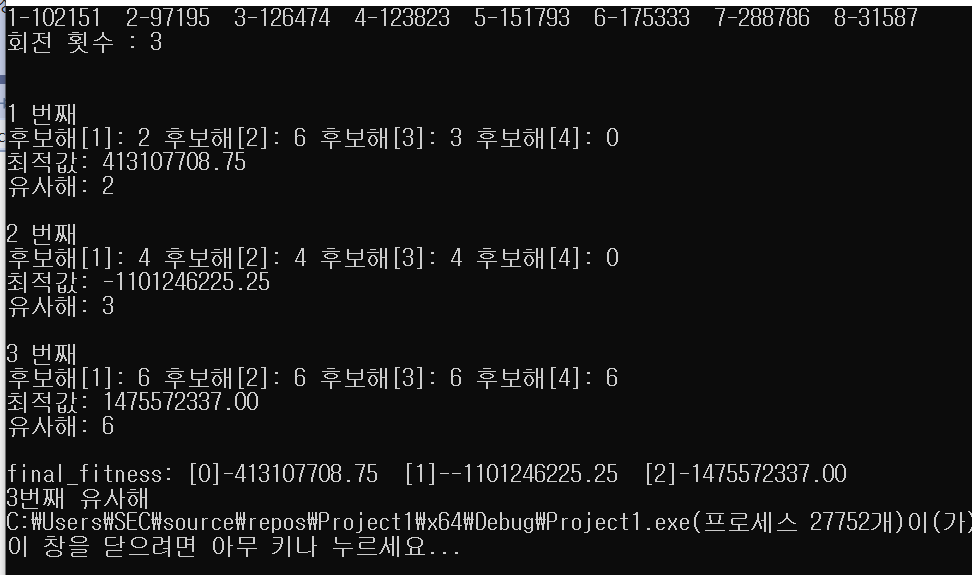 1-102151 2-97195 3-126474 4-123823 5-151793 6-175333 7-288786 8-31587
회전 횟수 : 3
1 번째
후보해[1]: 2 후보해[2]: 6 후보해[3]: 3 후보해[4]: 0
최적값: 413107708.75
유사해: 2
2 번째
후보해[1]: 4 후보해[2]: 4 후보해[3]: 4 후보해[4]: 0
최적값: -1101246225.25
유사해: 3
3 번째
후보해[1]: 6 후보해[2]: 6 후보해[3]: 6 후보해[4]: 6
최적값: 1475572337.00
유사해: 6
final_fitness: [0]-413107708.75 [1]--1101246225.25 [2]-1475572337.00
3번째 유사해
C:₩Users₩SEC₩source₩repos₩Project1₩x64₩Debug₩Project1.exe(프로세스 27752개)이(가)
이 창을 닫으려면 아무 키나 누르세요...